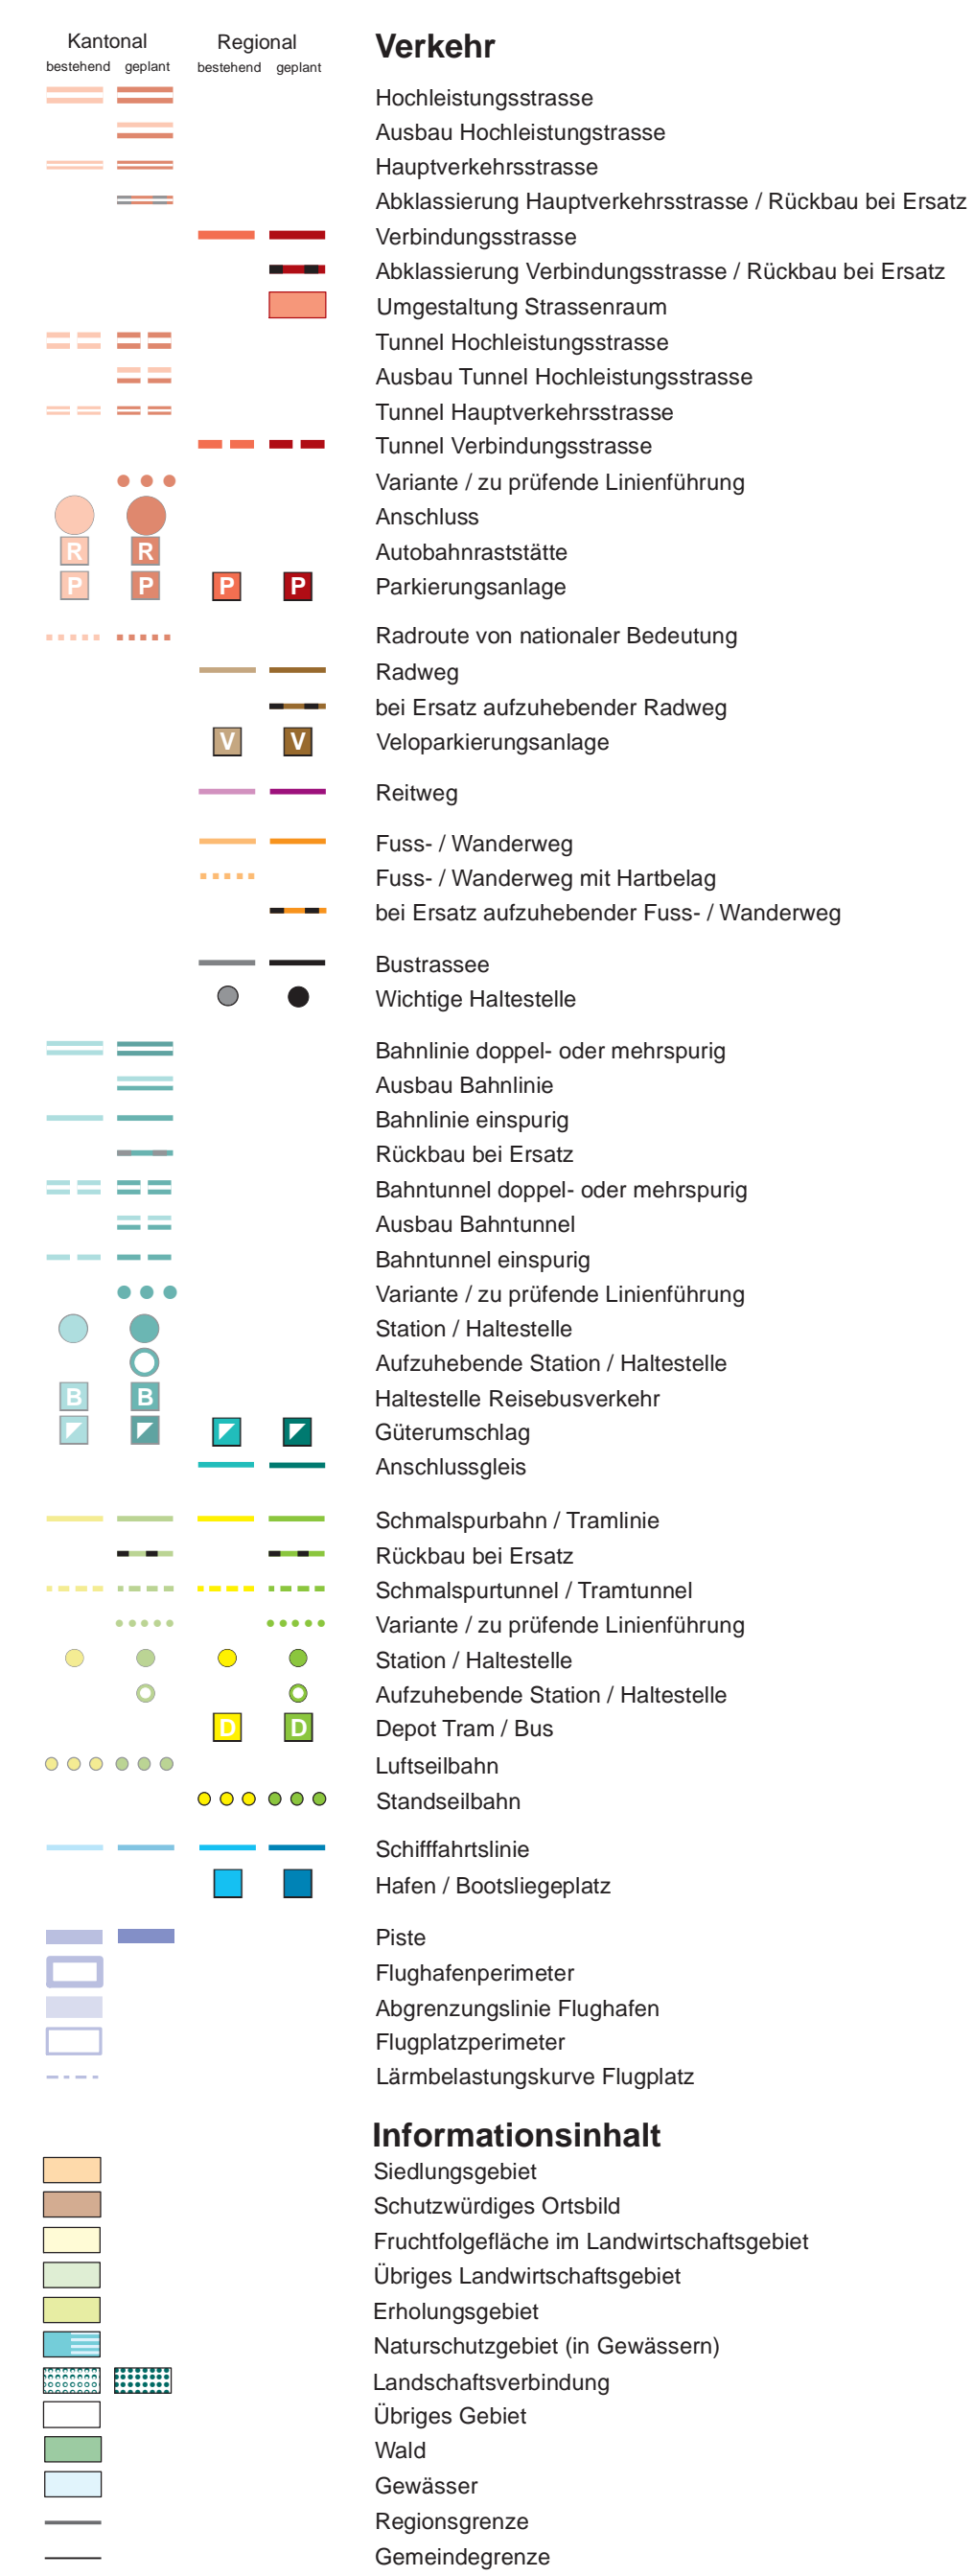 Kantonal Regional Verkehr
bestehend geplant bestehend geplant
Hochleistungsstrasse
Ausbau Hochleistungstrasse
Hauptverkehrsstrasse
Abklassierung Hauptverkehrsstrasse / Rückbau bei Ersatz
Verbindungsstrasse
Abklassierung Verbindungsstrasse / Rückbau bei Ersatz
Umgestaltung Strassenraum
Tunnel Hochleistungsstrasse
Ausbau Tunnel Hochleistungsstrasse
Tunnel Hauptverkehrsstrasse
Tunnel Verbindungsstrasse
Variante / zu prüfende Linienführung
Anschluss
R R Autobahnraststätte
P P P P Parkierungsanlage
Radroute von nationaler Bedeutung
Radweg
bei Ersatz aufzuhebender Radweg
V V Veloparkierungsanlage
Reitweg
Fuss- / Wanderweg
Fuss- / Wanderweg mit Hartbelag
bei Ersatz aufzuhebender Fuss- / Wanderweg
Bustrassee
Wichtige Haltestelle
Bahnlinie doppel- oder mehrspurig
Ausbau Bahnlinie
Bahnlinie einspurig
Rückbau bei Ersatz
Bahntunnel doppel- oder mehrspurig
Ausbau Bahntunnel
Bahntunnel einspurig
Variante / zu prüfende Linienführung
Station / Haltestelle
Aufzuhebende Station / Haltestelle
B B Haltestelle Reisebusverkehr
Güterumschlag
Anschlussgleis
Schmalspurbahn / Tramlinie
Rückbau bei Ersatz
Schmalspurtunnel / Tramtunnel
Variante / zu prüfende Linienführung
Station / Haltestelle
Aufzuhebende Station / Haltestelle
D D Depot Tram / Bus
Luftseilbahn
Standseilbahn
Schifffahrtslinie
Hafen / Bootsliegeplatz
Piste
Flughafenperimeter
Abgrenzungslinie Flughafen
Flugplatzperimeter
Lärmbelastungskurve Flugplatz
Informationsinhalt
Siedlungsgebiet
Schutzwürdiges Ortsbild
Fruchtfolgefläche im Landwirtschaftsgebiet
Übriges Landwirtschaftsgebiet
Erholungsgebiet
Naturschutzgebiet (in Gewässern)
Landschaftsverbindung
Übriges Gebiet
Wald
Gewässer
Regionsgrenze
Gemeindegrenze